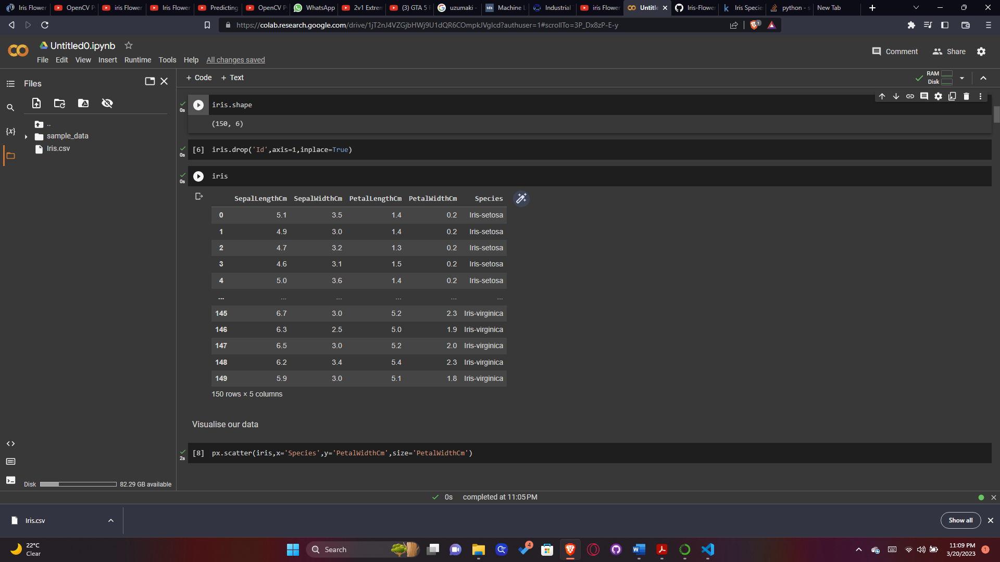 Iris Flower
OpenCV P
iris Flower
Iris Flower
Predicting
OpenCV P
WhatsApp
2v1 Extrem
(3) GTA 5
uzumaki -
tds
Machine L
Industrial
iris Flower
Untitle
Iris-Flower
k
Iris Specie
python - s
New Tab
https://colab.research.google.com/drive/1jT2nJ4VZGjbHWj9U1dQR6COmpkJVglcd?authuser=1#scrollTo=3P_Dx8zP-E-y
1
Untitled0.ipynb
File Edit View Insert Runtime Tools Help All changes saved
Comment
Share
+ Code + Text
RAM
Disk
Files
{x}
..
sample_data
Iris.csv
0s
iris.shape
(150, 6)
0s
[6] iris.drop('Id',axis=1,inplace=True)
0s
iris
SepalLengthCm SepalWidthCm PetalLengthCm PetalWidthCm Species
0 5.1 3.5 1.4 0.2 Iris-setosa
1 4.9 3.0 1.4 0.2 Iris-setosa
2 4.7 3.2 1.3 0.2 Iris-setosa
3 4.6 3.1 1.5 0.2 Iris-setosa
4 5.0 3.6 1.4 0.2 Iris-setosa
... ... ... ... ... ...
145 6.7 3.0 5.2 2.3 Iris-virginica
146 6.3 2.5 5.0 1.9 Iris-virginica
147 6.5 3.0 5.2 2.0 Iris-virginica
148 6.2 3.4 5.4 2.3 Iris-virginica
149 5.9 3.0 5.1 1.8 Iris-virginica
150 rows × 5 columns
Visualise our data
2s
[8] px.scatter(iris,x='Species',y='PetalWidthCm',size='PetalWidthCm')
Disk
82.29 GB available
0s completed at 11:05 PM
Iris.csv
Show all
22°C
Clear
Search
4
11:09 PM
3/20/2023
1